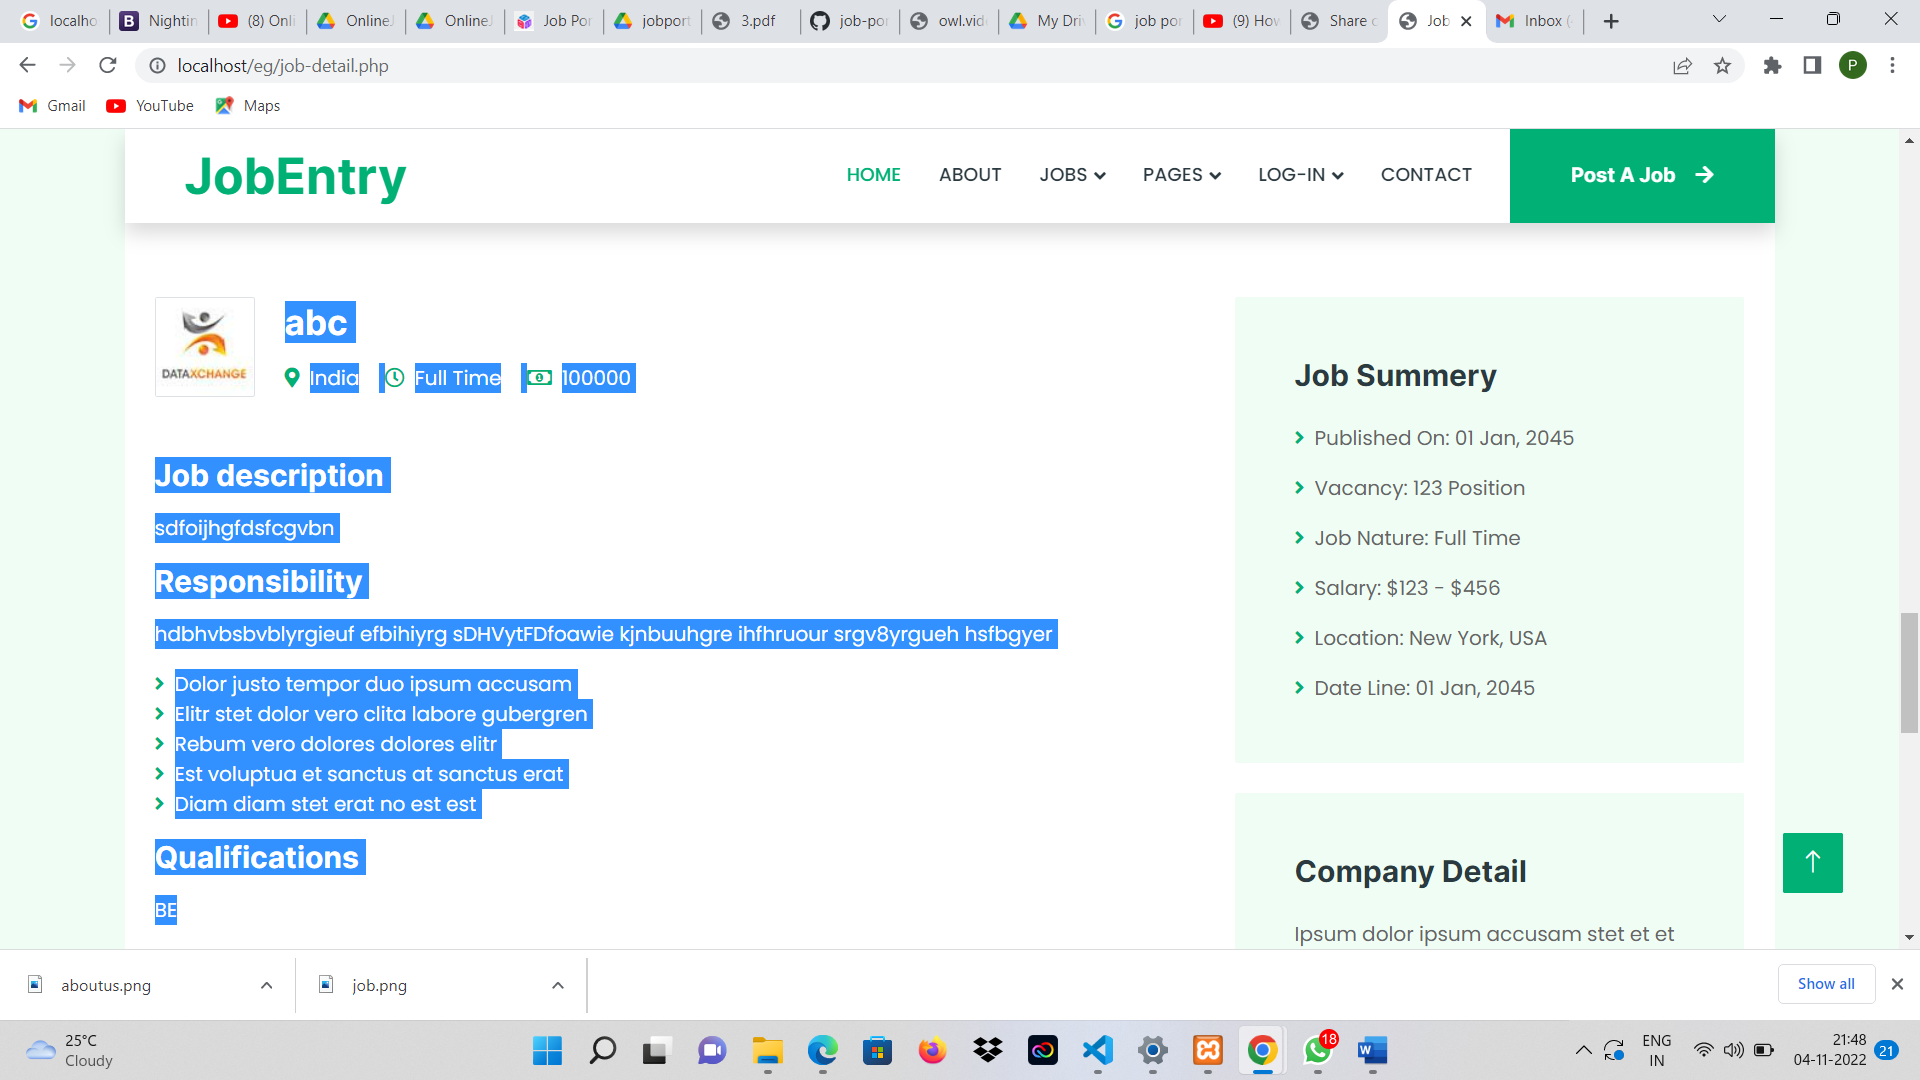 localho
Nightin
(8) Onli
OnlineJ
OnlineJ
Job Por
jobport
3.pdf
job-por
owl.vid
My Driv
job por
(9) How
Share o
Job
Inbox (
localhost/eg/job-detail.php
P
Gmail
YouTube
Maps
JobEntry
HOME
ABOUT
JOBS
PAGES
LOG-IN
CONTACT
Post A Job
DATAXCHANGE
abc
India
Full Time
100000
Job description
sdfoijhgfdsfcgvbn
Responsibility
hdbhvbsbvblyrgieuf efbihiyrg sDHVytFDfoawie kjnbuuhgre ihfhruour srgv8yrgueh hsfbgyer
Dolor justo tempor duo ipsum accusam
Elitr stet dolor vero clita labore gubergren
Rebum vero dolores dolores elitr
Est voluptua et sanctus at sanctus erat
Diam diam stet erat no est est
Qualifications
BE
Job Summery
Published On: 01 Jan, 2045
Vacancy: 123 Position
Job Nature: Full Time
Salary: $123 - $456
Location: New York, USA
Date Line: 01 Jan, 2045
Company Detail
Ipsum dolor ipsum accusam stet et et
aboutus.png
job.png
Show all
25°C
Cloudy
18
ENG
IN
21:48
04-11-2022
21